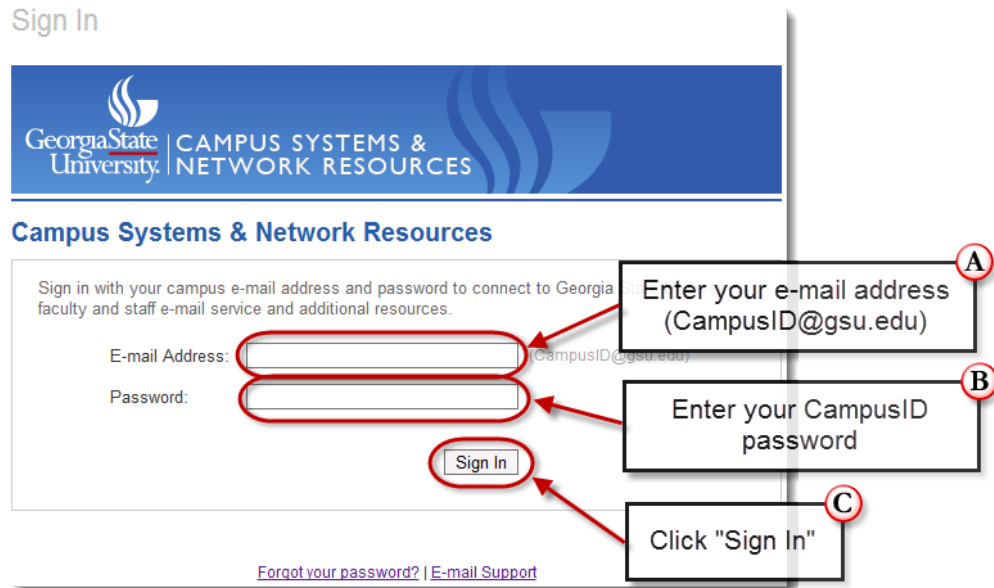 Sign In
GeorgiaState
University.
CAMPUS SYSTEMS &
NETWORK RESOURCES
Campus Systems & Network Resources
Sign in with your campus e-mail address and password to connect to Georgia
faculty and staff e-mail service and additional resources.
E-mail Address:
(CampusID@gsu.edu)
Password:
Sign In
Forgot your password? | E-mail Support
A
Enter your e-mail address
(CampusID@gsu.edu)
B
Enter your CampusID
password
C
Click "Sign In"